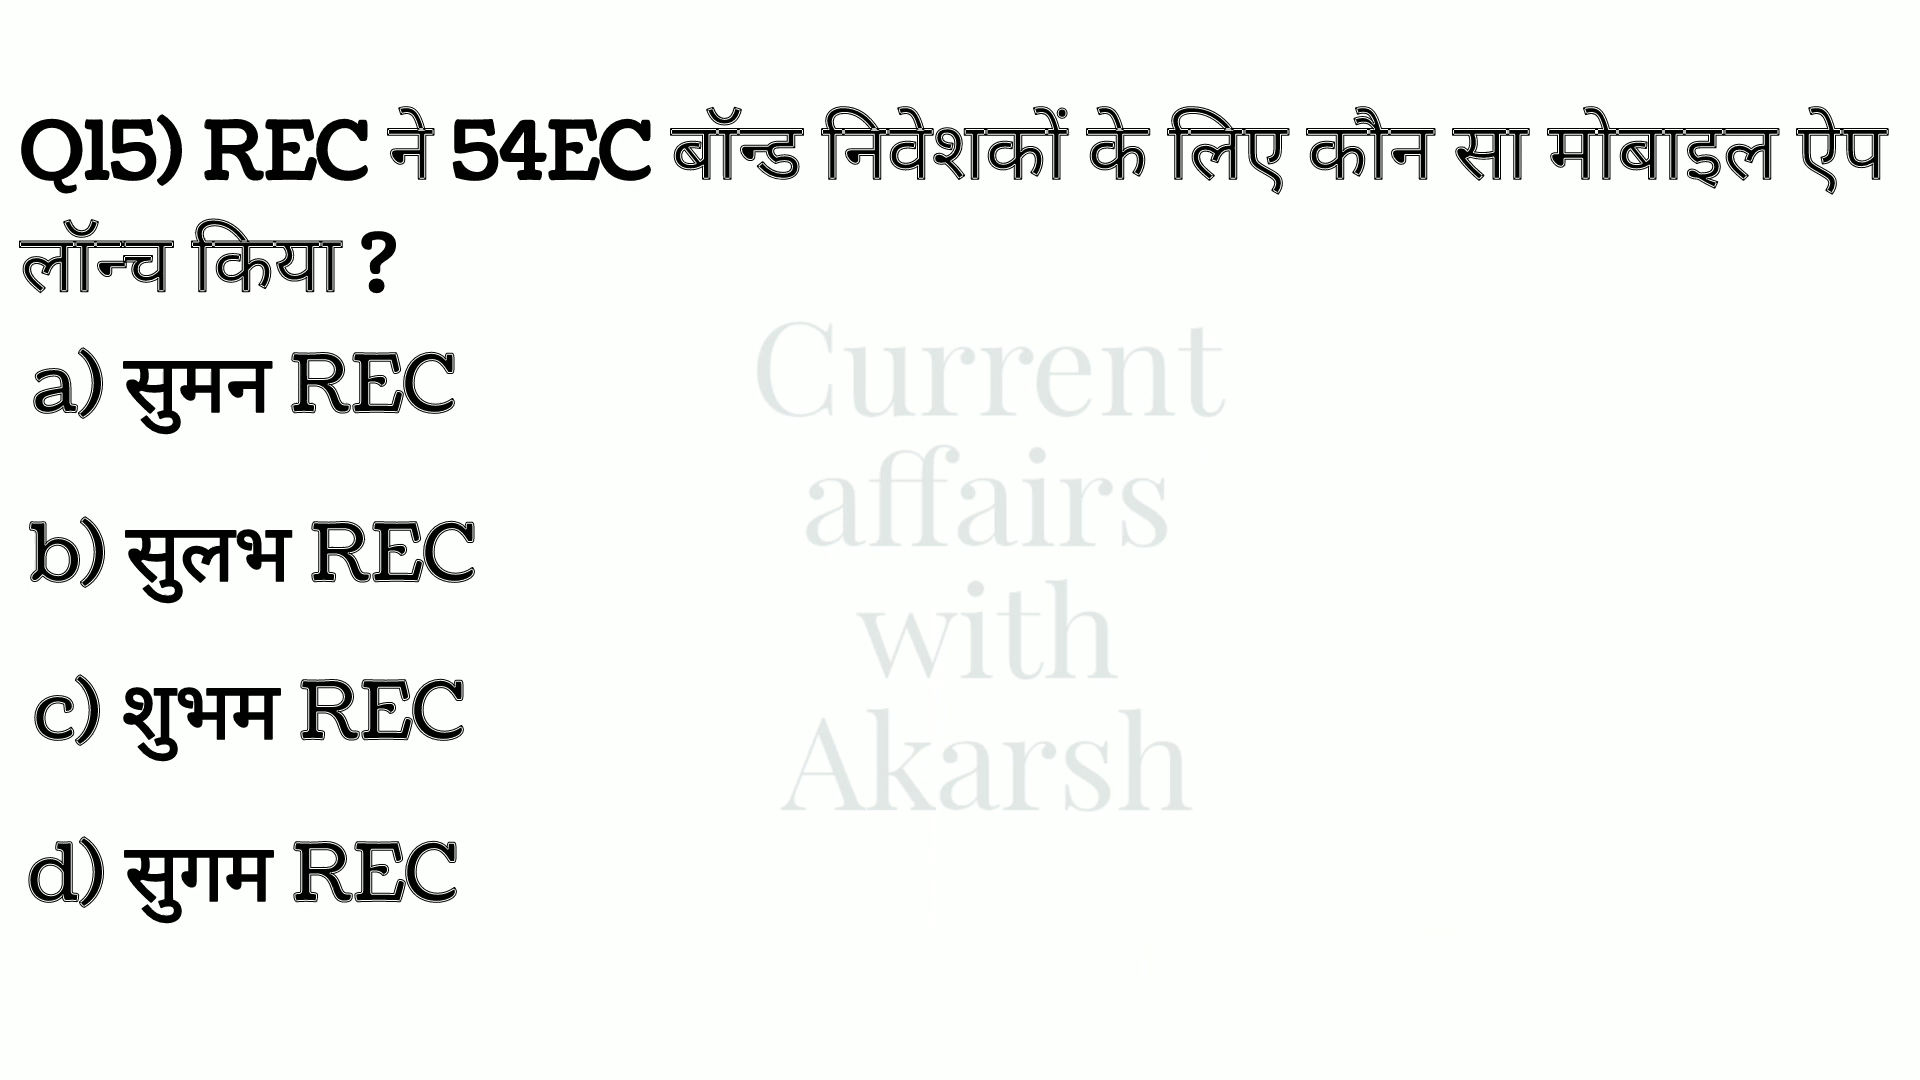 Q15) REC ने 54EC बॉन्ड निवेशकों के लिए कौन सा मोबाइल ऐप
लॉन्च किया ?
a) सुमन REC
b) सुलभ REC
c) शुभम REC
d) सुगम REC
Current
affairs
with
Akarsh